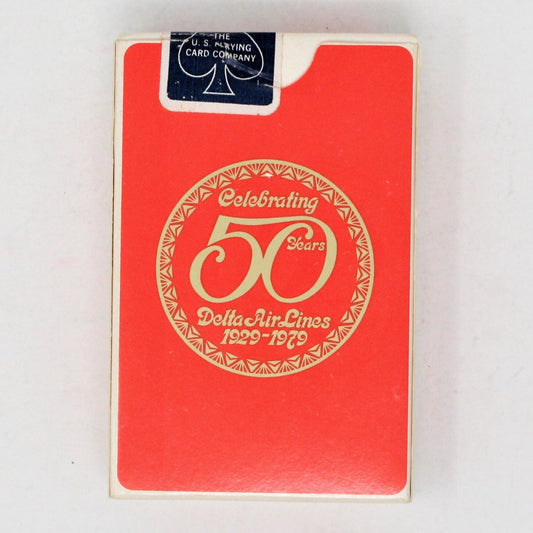 THE
U. S. PLAYING
CARD COMPANY
Celebrating
50 Years
Delta Air Lines
1929-1979